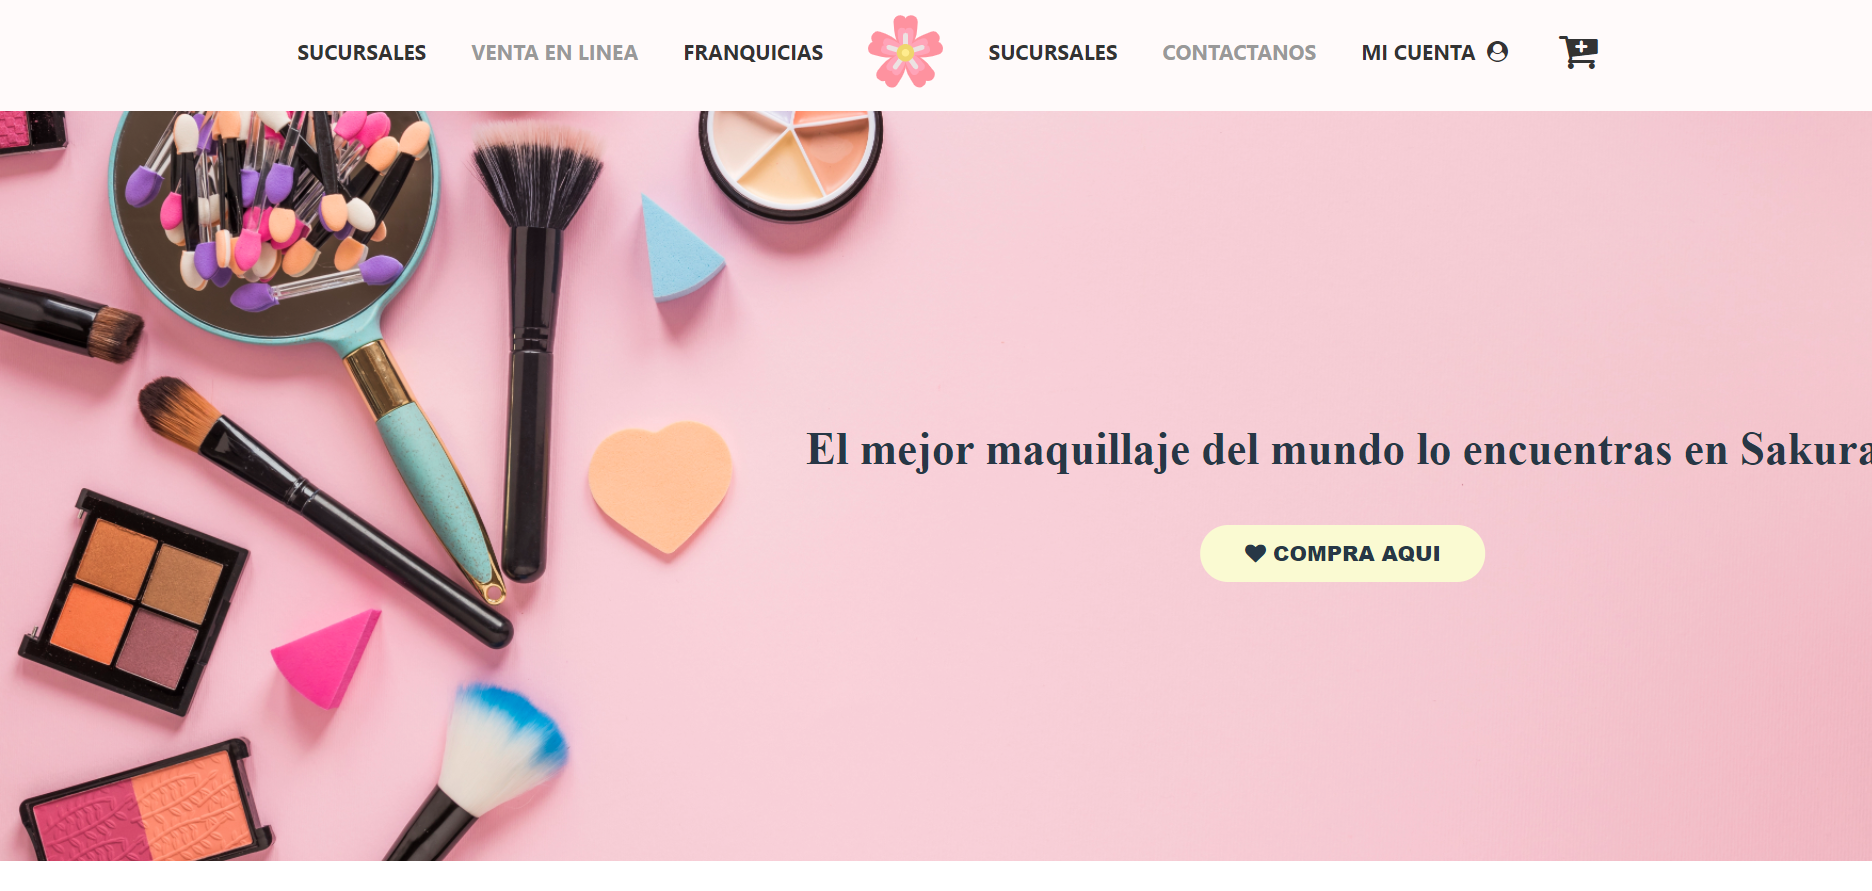 SUCURSALES VENTA EN LINEA FRANQUICIAS SUCURSALES CONTACTANOS MI CUENTA
El mejor maquillaje del mundo lo encuentras en Sakura
COMPRA AQUI